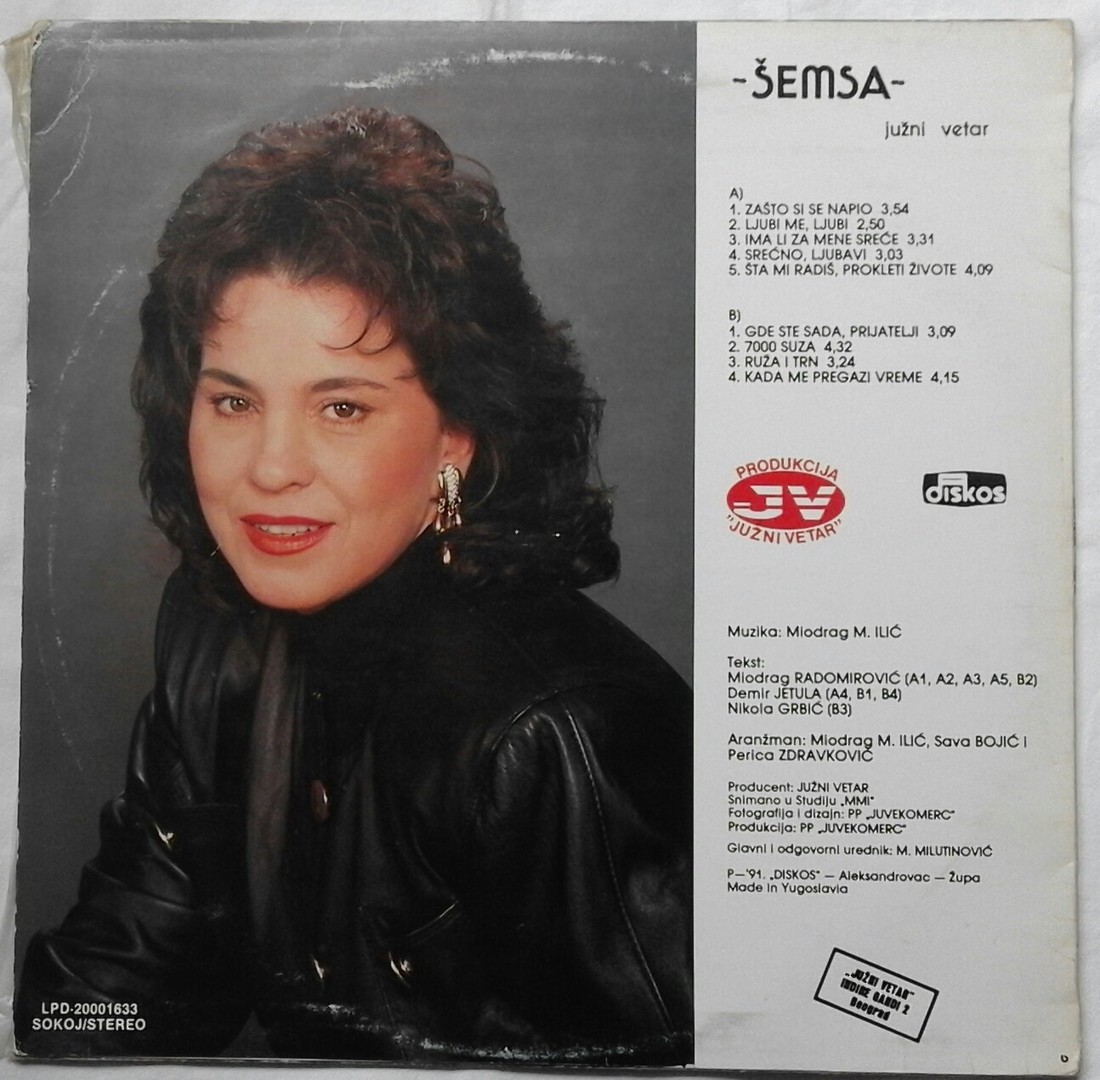 -ŠEMSA-
južni vetar
A)
1. ZAŠTO SI SE NAPIO 3,54
2. LJUBI ME, LJUBI 2,50
3. IMA LI ZA MENE SREĆE 3,31
4. SREĆNO, LJUBAVI 3,03
5. ŠTA MI RADIŠ, PROKLETI ŽIVOTE 4,09
B)
1. GDE STE SADA, PRIJATELJI 3,09
2. 7000 SUZA 4,32
3. RUŽA I TRN 3,24
4. KADA ME PREGAZI VREME 4,15
PRODUKCIJA
JV
"JUŽNI VETAR"
diskos
Muzika: Miodrag M. ILIĆ
Tekst:
Miodrag RADOMIROVIĆ (A1, A2, A3, A5, B2)
Demir JETULA (A4, B1, B4)
Nikola GRBIĆ (B3)
Aranžman: Miodrag M. ILIĆ, Sava BOJIĆ i
Perica ZDRAVKOVIĆ
Producent: JUŽNI VETAR
Snimano u Studiju „MMI"
Fotografija i dizajn: PP „JUVEKOMERC"
Produkcija: PP „JUVEKOMERC"
Glavni i odgovorni urednik: M. MILUTINOVIĆ
P—'91. „DISKOS" — Aleksandrovac — Župa
Made in Yugoslavia
„JUŽNI VETAR"
INDIRE GANDI 2
Beograd
LPD-20001633
SOKOJ/STEREO